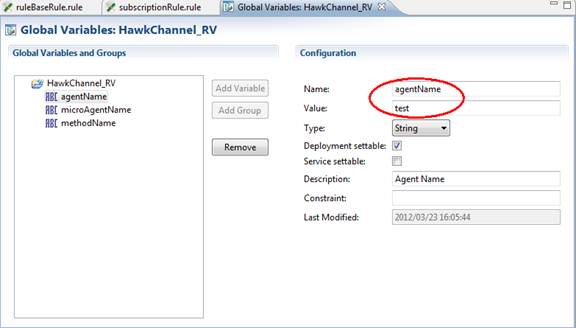 ruleBaseRule.rule
subscriptionRule.rule
Global Variables: HawkChannel_RV
Global Variables: HawkChannel_RV
Global Variables and Groups
HawkChannel_RV
agentName
microAgentName
methodName
Add Variable
Add Group
Remove
Configuration
Name: agentName
Value: test
Type: String
Deployment settable:
Service settable:
Description: Agent Name
Constraint:
Last Modified: 2012/03/23 16:05:44